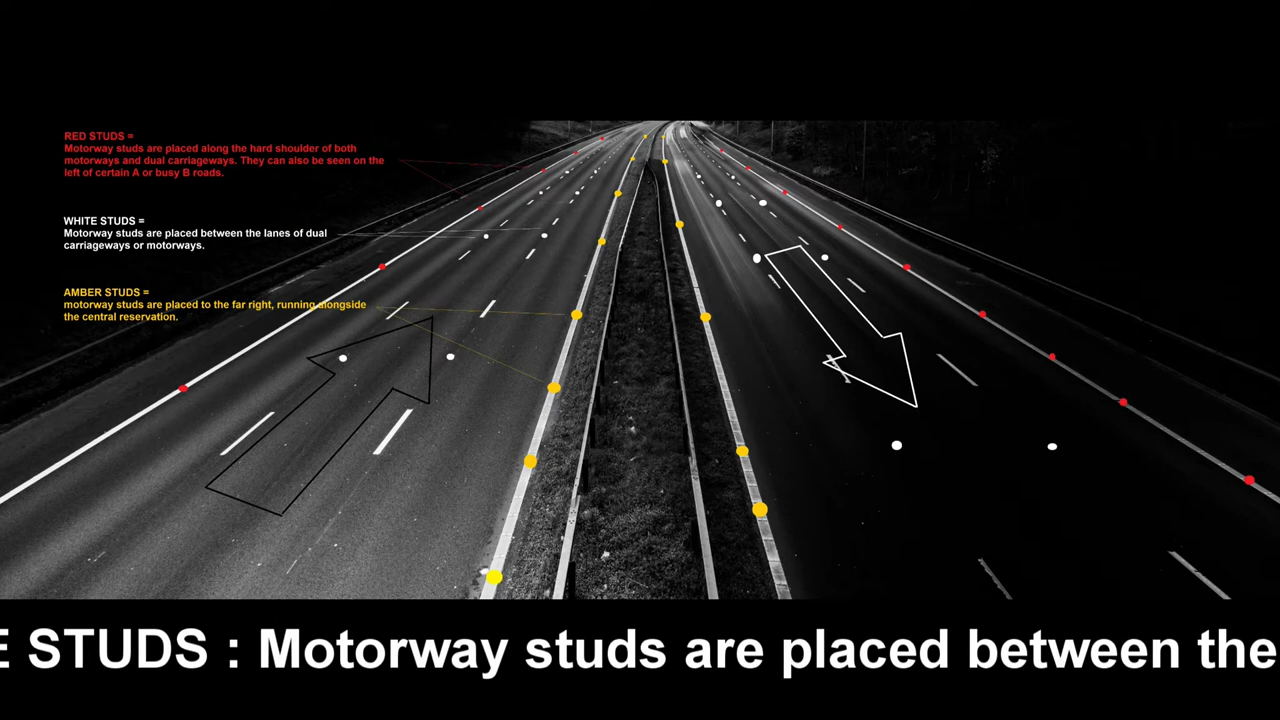 RED STUDS =
Motorway studs are placed along the hard shoulder of both
motorways and dual carriageways. They can also be seen on the
left of certain A or busy B roads.
WHITE STUDS =
Motorway studs are placed between the lanes of dual
carriageways or motorways.
AMBER STUDS =
motorway studs are placed to the far right, running alongside
the central reservation.
E STUDS : Motorway studs are placed between the